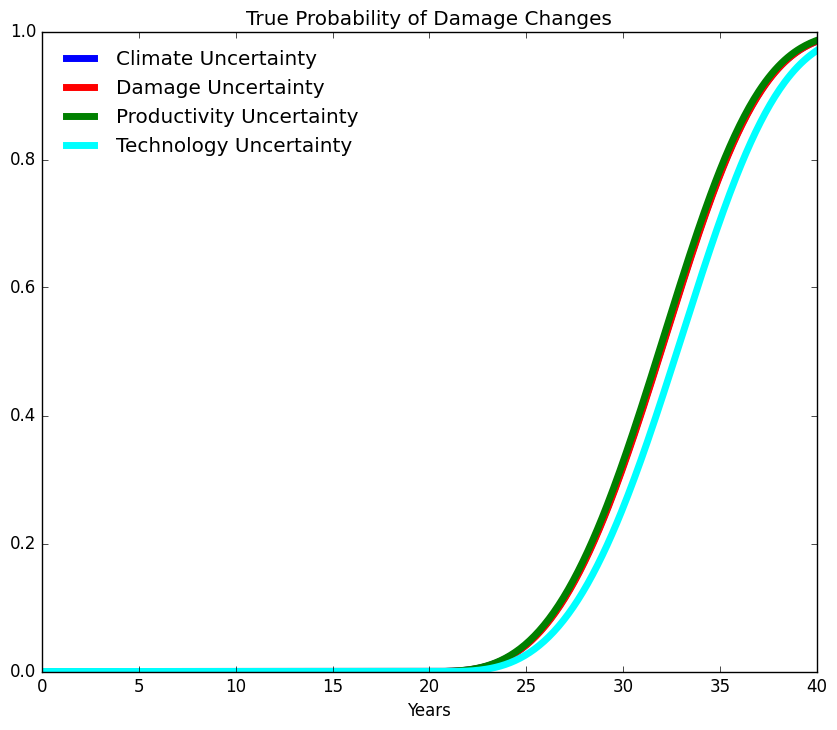 True Probability of Damage Changes
1.0
Climate Uncertainty
Damage Uncertainty
Productivity Uncertainty
Technology Uncertainty
0.8
0.6
0.4
0.2
0.0
0 5 10 15 20 25 30 35 40
Years